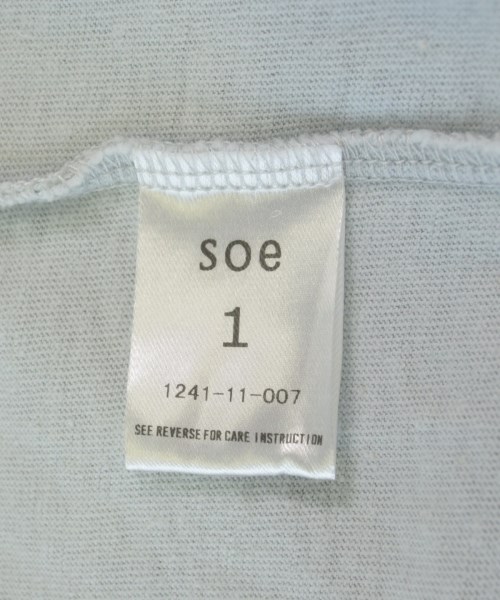 soe
1
1241-11-007
SEE REVERSE FOR CARE INSTRUCTION